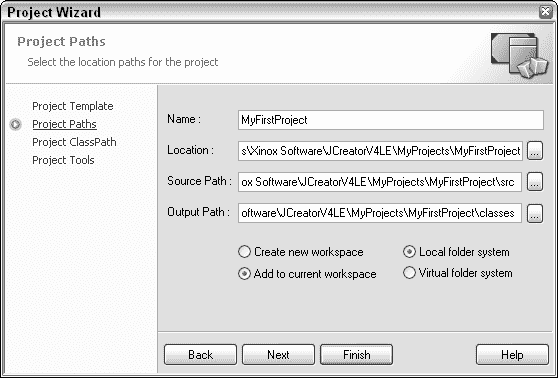 Project Wizard
Project Paths
Select the location paths for the project
Project Template
Project Paths
Project ClassPath
Project Tools
Name : MyFirstProject
Location : s\Xinox Software\JCreatorV4LE\MyProjects\MyFirstProject ...
Source Path : ox Software\JCreatorV4LE\MyProjects\MyFirstProject\src ...
Output Path : oftware\JCreatorV4LE\MyProjects\MyFirstProject\classes ...
Create new workspace Local folder system
Add to current workspace Virtual folder system
Back Next Finish Help